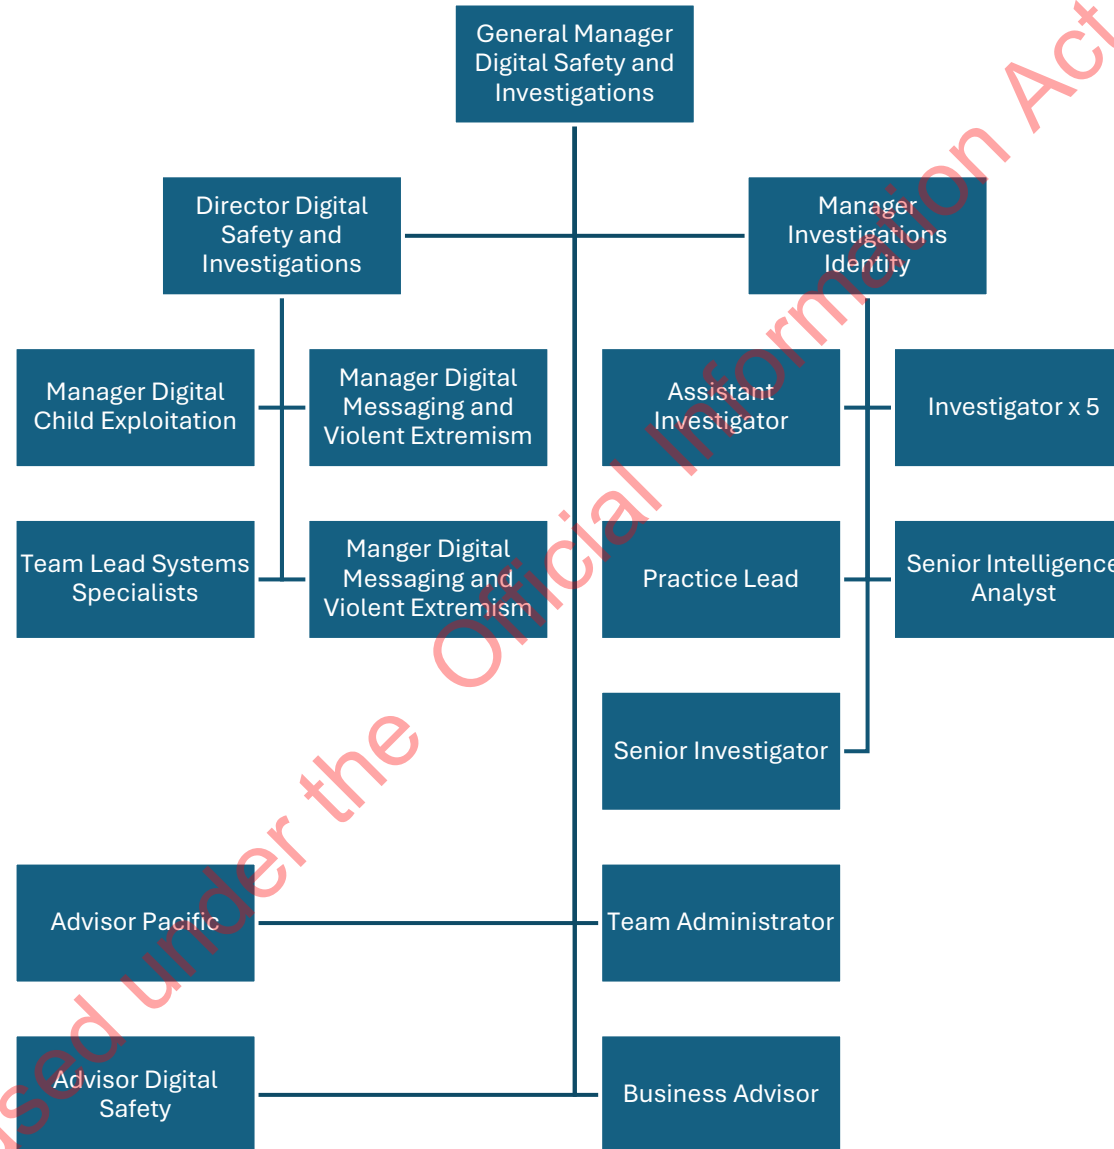 General Manager
Digital Safety and
Investigations
Director Digital
Safety and
Investigations
Manager
Investigations
Identity
Manager Digital
Child Exploitation
Manager Digital
Messaging and
Violent Extremism
Assistant
Investigator
Investigator x 5
Team Lead Systems
Specialists
Manger Digital
Messaging and
Violent Extremism
Practice Lead
Senior Intelligence
Analyst
Senior Investigator
Advisor Pacific
Team Administrator
Advisor Digital
Safety
Business Advisor
under the Official Information Act